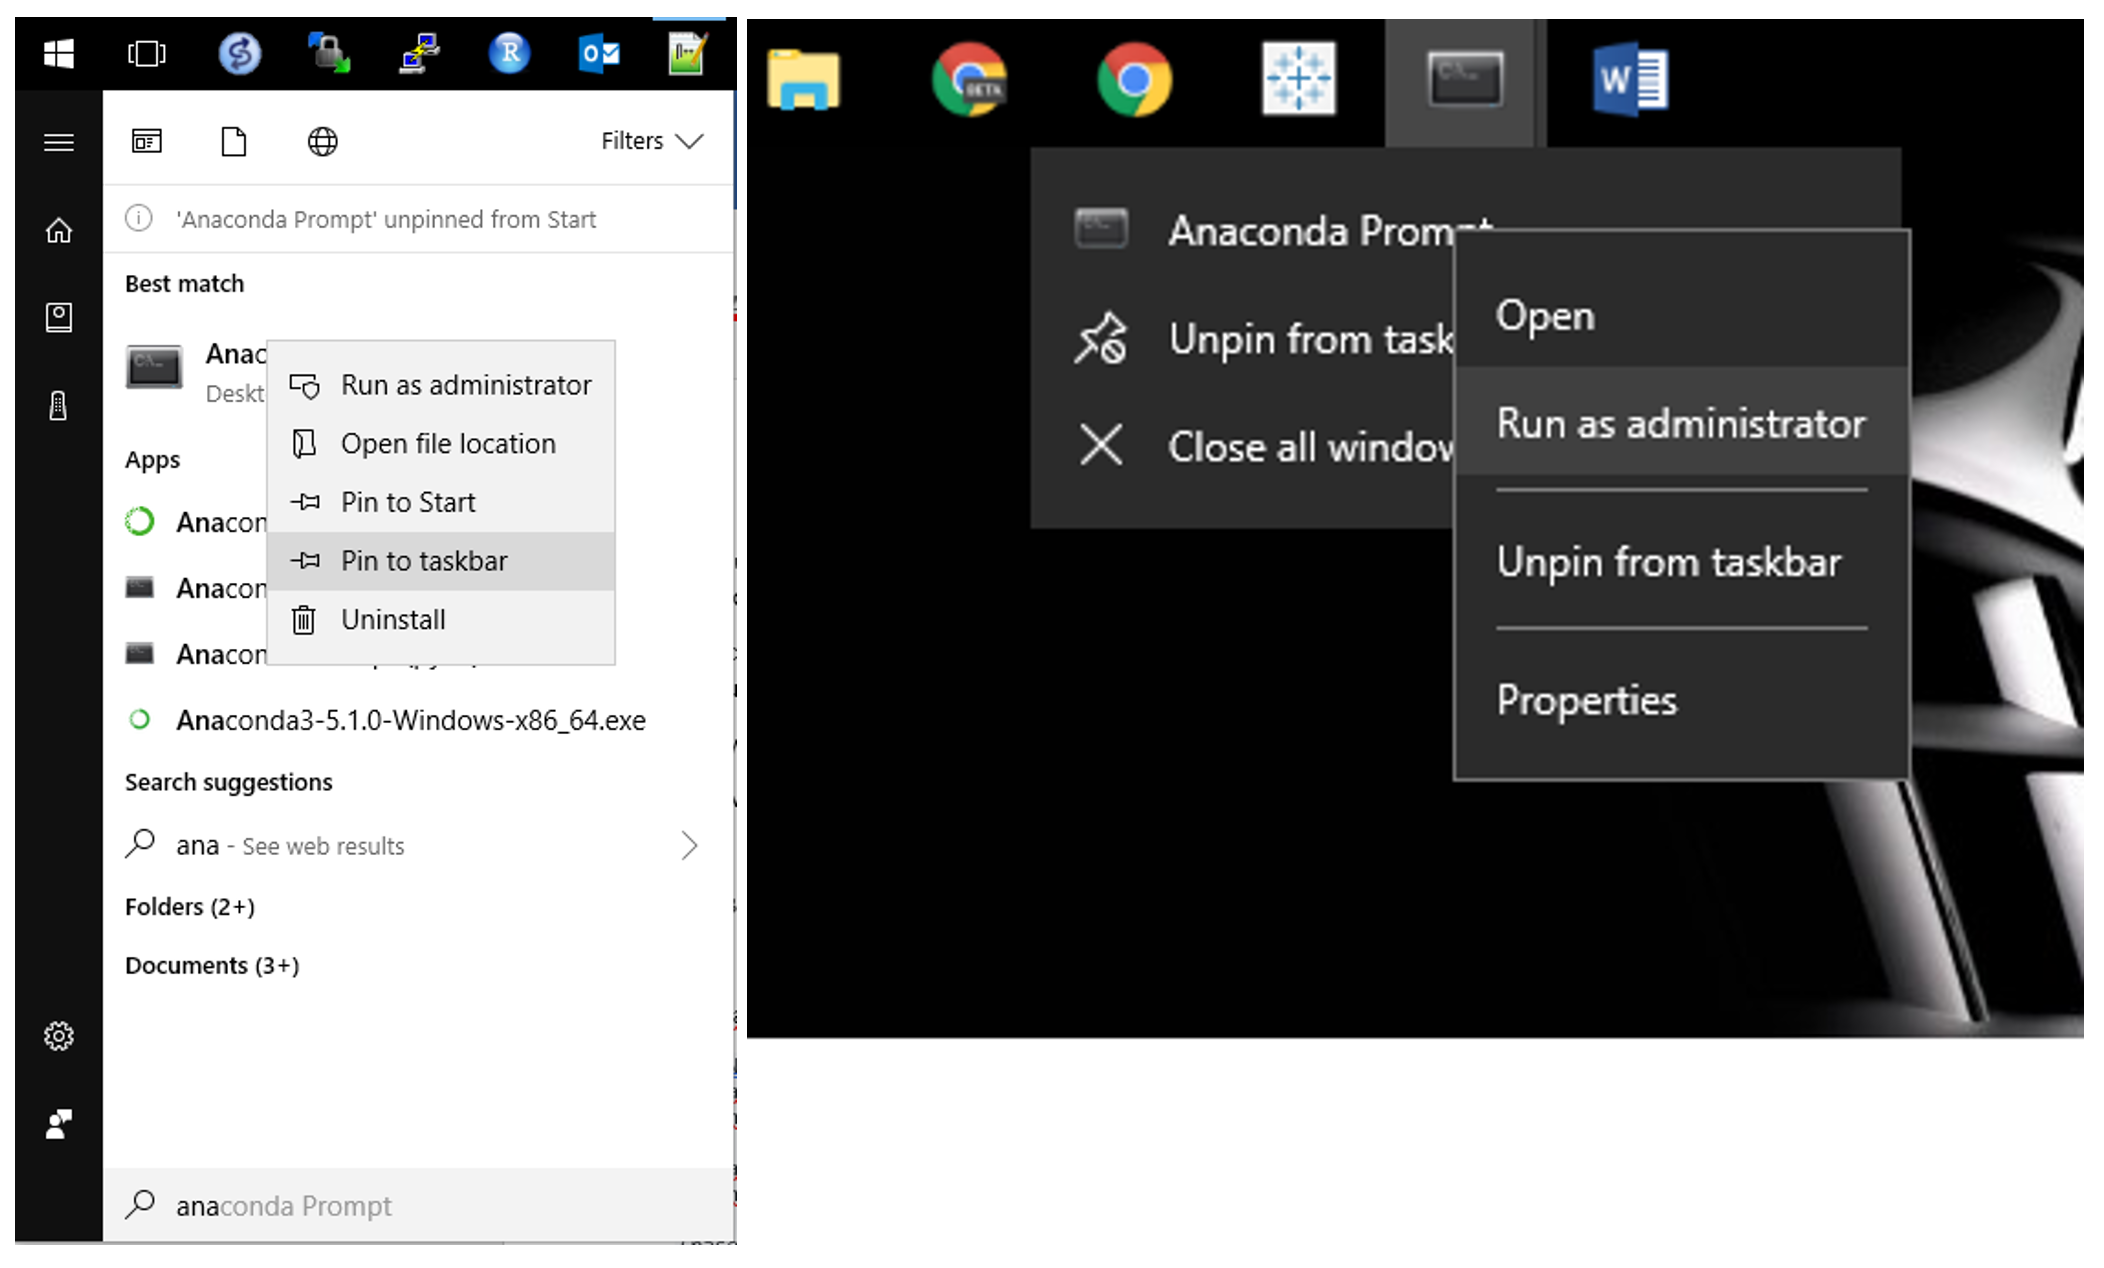 Filters
'Anaconda Prompt' unpinned from Start
Best match
Anac
Deskt
Run as administrator
Open file location
Pin to Start
Pin to taskbar
Uninstall
Apps
Anacon
Anacon
Anacon
Anaconda3-5.1.0-Windows-x86_64.exe
Search suggestions
ana - See web results
Folders (2+)
Documents (3+)
anaconda Prompt
BETA
C:\_
W
Anaconda Prompt
Unpin from task
Close all window
Open
Run as administrator
Unpin from taskbar
Properties